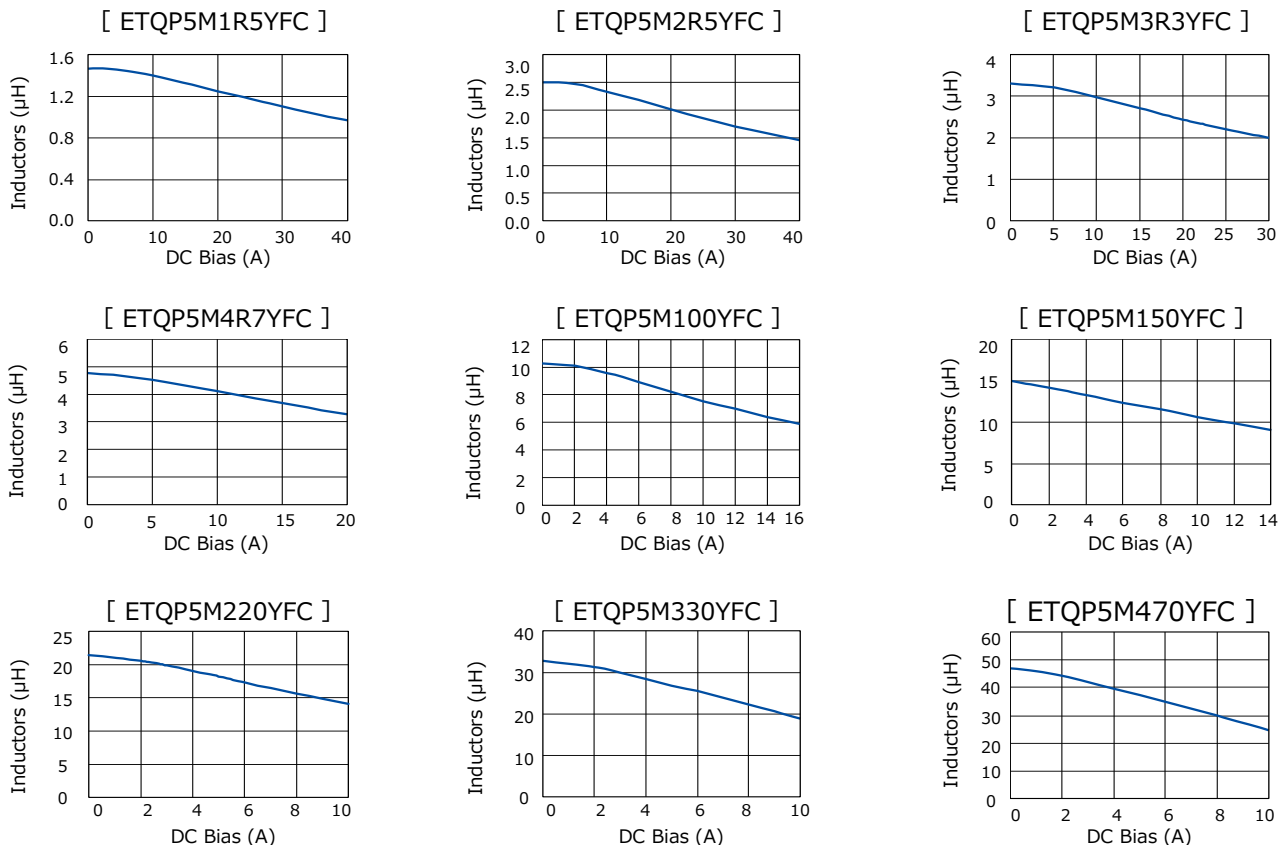 [ ETQP5M1R5YFC ]
Inductors (μH)
1.6
1.2
0.8
0.4
0.0
0 10 20 30 40
DC Bias (A)
[ ETQP5M2R5YFC ]
Inductors (μH)
3.0
2.5
2.0
1.5
1.0
0.5
0.0
0 10 20 30 40
DC Bias (A)
[ ETQP5M3R3YFC ]
Inductors (μH)
4
3
2
1
0
0 5 10 15 20 25 30
DC Bias (A)
[ ETQP5M4R7YFC ]
Inductors (μH)
6
5
4
3
2
1
0
0 5 10 15 20
DC Bias (A)
[ ETQP5M100YFC ]
Inductors (μH)
12
10
8
6
4
2
0
0 2 4 6 8 10 12 14 16
DC Bias (A)
[ ETQP5M150YFC ]
Inductors (μH)
20
15
10
5
0
0 2 4 6 8 10 12 14
DC Bias (A)
[ ETQP5M220YFC ]
Inductors (μH)
25
20
15
10
5
0
0 2 4 6 8 10
DC Bias (A)
[ ETQP5M330YFC ]
Inductors (μH)
40
30
20
10
0
0 2 4 6 8 10
DC Bias (A)
[ ETQP5M470YFC ]
Inductors (μH)
60
50
40
30
20
10
0
0 2 4 6 8 10
DC Bias (A)